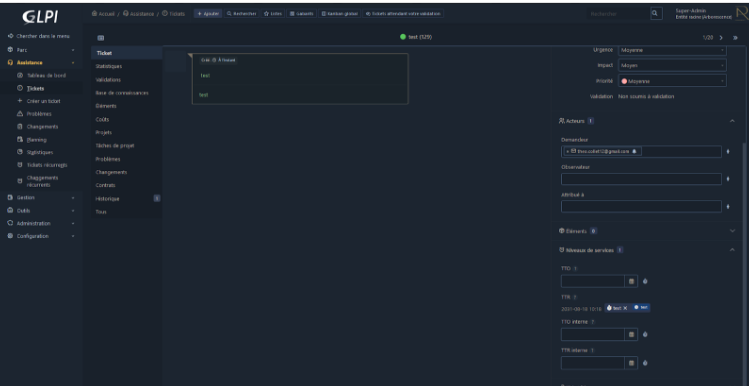 GLPI
Accueil / Assistance / Tickets
+ Ajouter
Rechercher
Listes
Gabarits
Kanban global
Tickets attendant votre validation
Rechercher
Super-Admin
Chercher dans le menu
test (529)
1/20
Parc
Assistance
Tableau de bord
Tickets
+ Créer un ticket
Problèmes
Changements
Planning
Statistiques
Tickets récurrents
Changements
récurrents
Gestion
Outils
Administration
Configuration
Ticket
Statistiques
Validations
Base de connaissances
Éléments
Coûts
Projets
Tâches de projet
Problèmes
Changements
Contrats
Historique
Tous
test
test
Urgence
Moyenne
Impact
Moyen
Priorité
Moyenne
Validation
Non soumis à validation
Acteurs 1
Demandeur
Observateur
Attribué à
Éléments 0
Niveaux de services 1
TTO
TTR
test ×
test
TTO interne
TTR interne